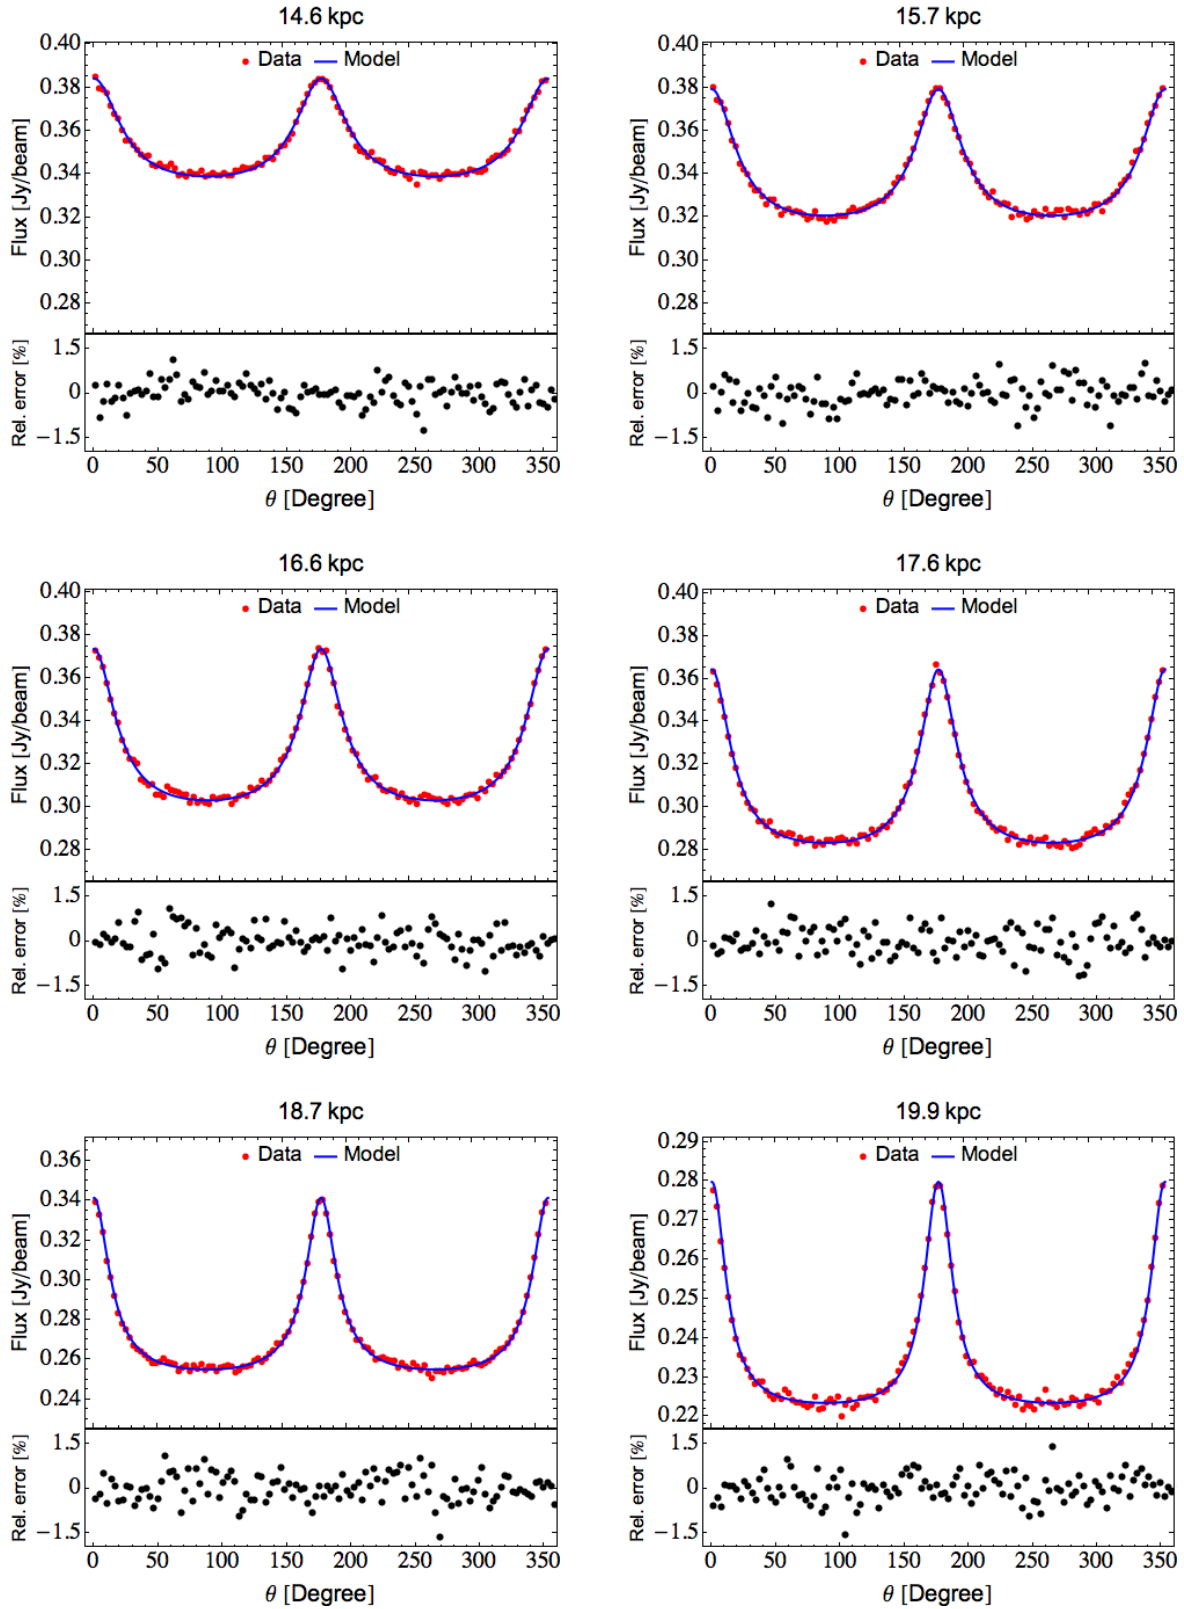 14.6 kpc
0.40
0.38
0.36
0.34
0.32
0.30
0.28
Flux [Jy/beam]
Data Model
1.5
0
−1.5
Rel. error [%]
0 50 100 150 200 250 300 350
θ [Degree]
15.7 kpc
0.40
0.38
0.36
0.34
0.32
0.30
0.28
Flux [Jy/beam]
Data Model
1.5
0
−1.5
Rel. error [%]
0 50 100 150 200 250 300 350
θ [Degree]
16.6 kpc
0.40
0.38
0.36
0.34
0.32
0.30
0.28
Flux [Jy/beam]
Data Model
1.5
0
−1.5
Rel. error [%]
0 50 100 150 200 250 300 350
θ [Degree]
17.6 kpc
0.40
0.38
0.36
0.34
0.32
0.30
0.28
Flux [Jy/beam]
Data Model
1.5
0
−1.5
Rel. error [%]
0 50 100 150 200 250 300 350
θ [Degree]
18.7 kpc
0.36
0.34
0.32
0.30
0.28
0.26
0.24
Flux [Jy/beam]
Data Model
1.5
0
−1.5
Rel. error [%]
0 50 100 150 200 250 300 350
θ [Degree]
19.9 kpc
0.29
0.28
0.27
0.26
0.25
0.24
0.23
0.22
Flux [Jy/beam]
Data Model
1.5
0
−1.5
Rel. error [%]
0 50 100 150 200 250 300 350
θ [Degree]